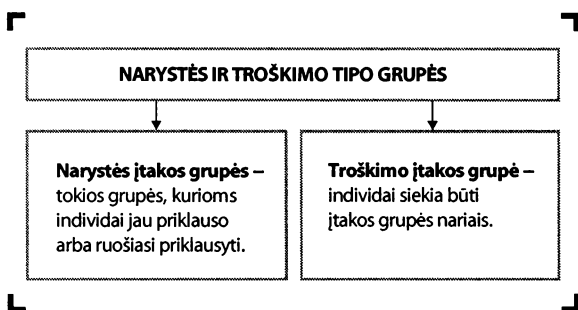 NARYSTĖS IR TROŠKIMO TIPO GRUPĖS
Narystės įtakos grupės –
tokios grupės, kurioms
individai jau priklauso
arba ruošiasi priklausyti.
Troškimo įtakos grupė –
individai siekia būti
įtakos grupės nariais.